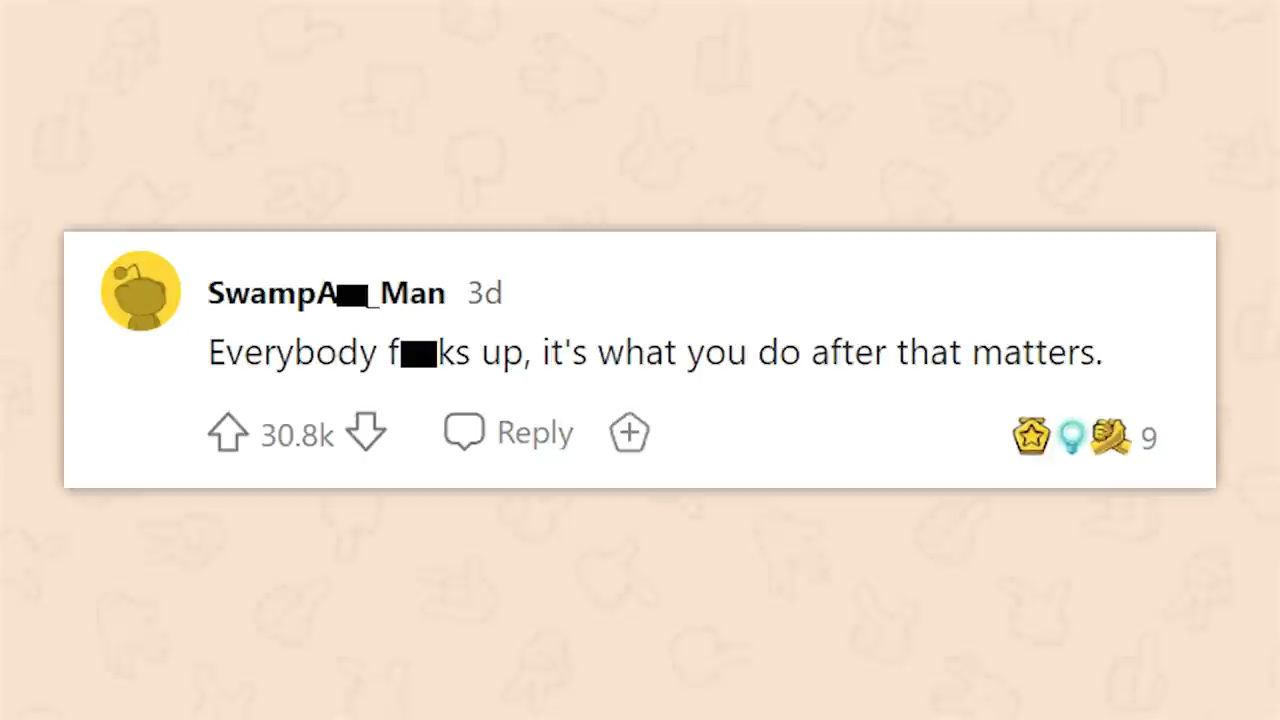 SwampA██_Man 3d
Everybody f██ks up, it's what you do after that matters.
30.8k Reply 9